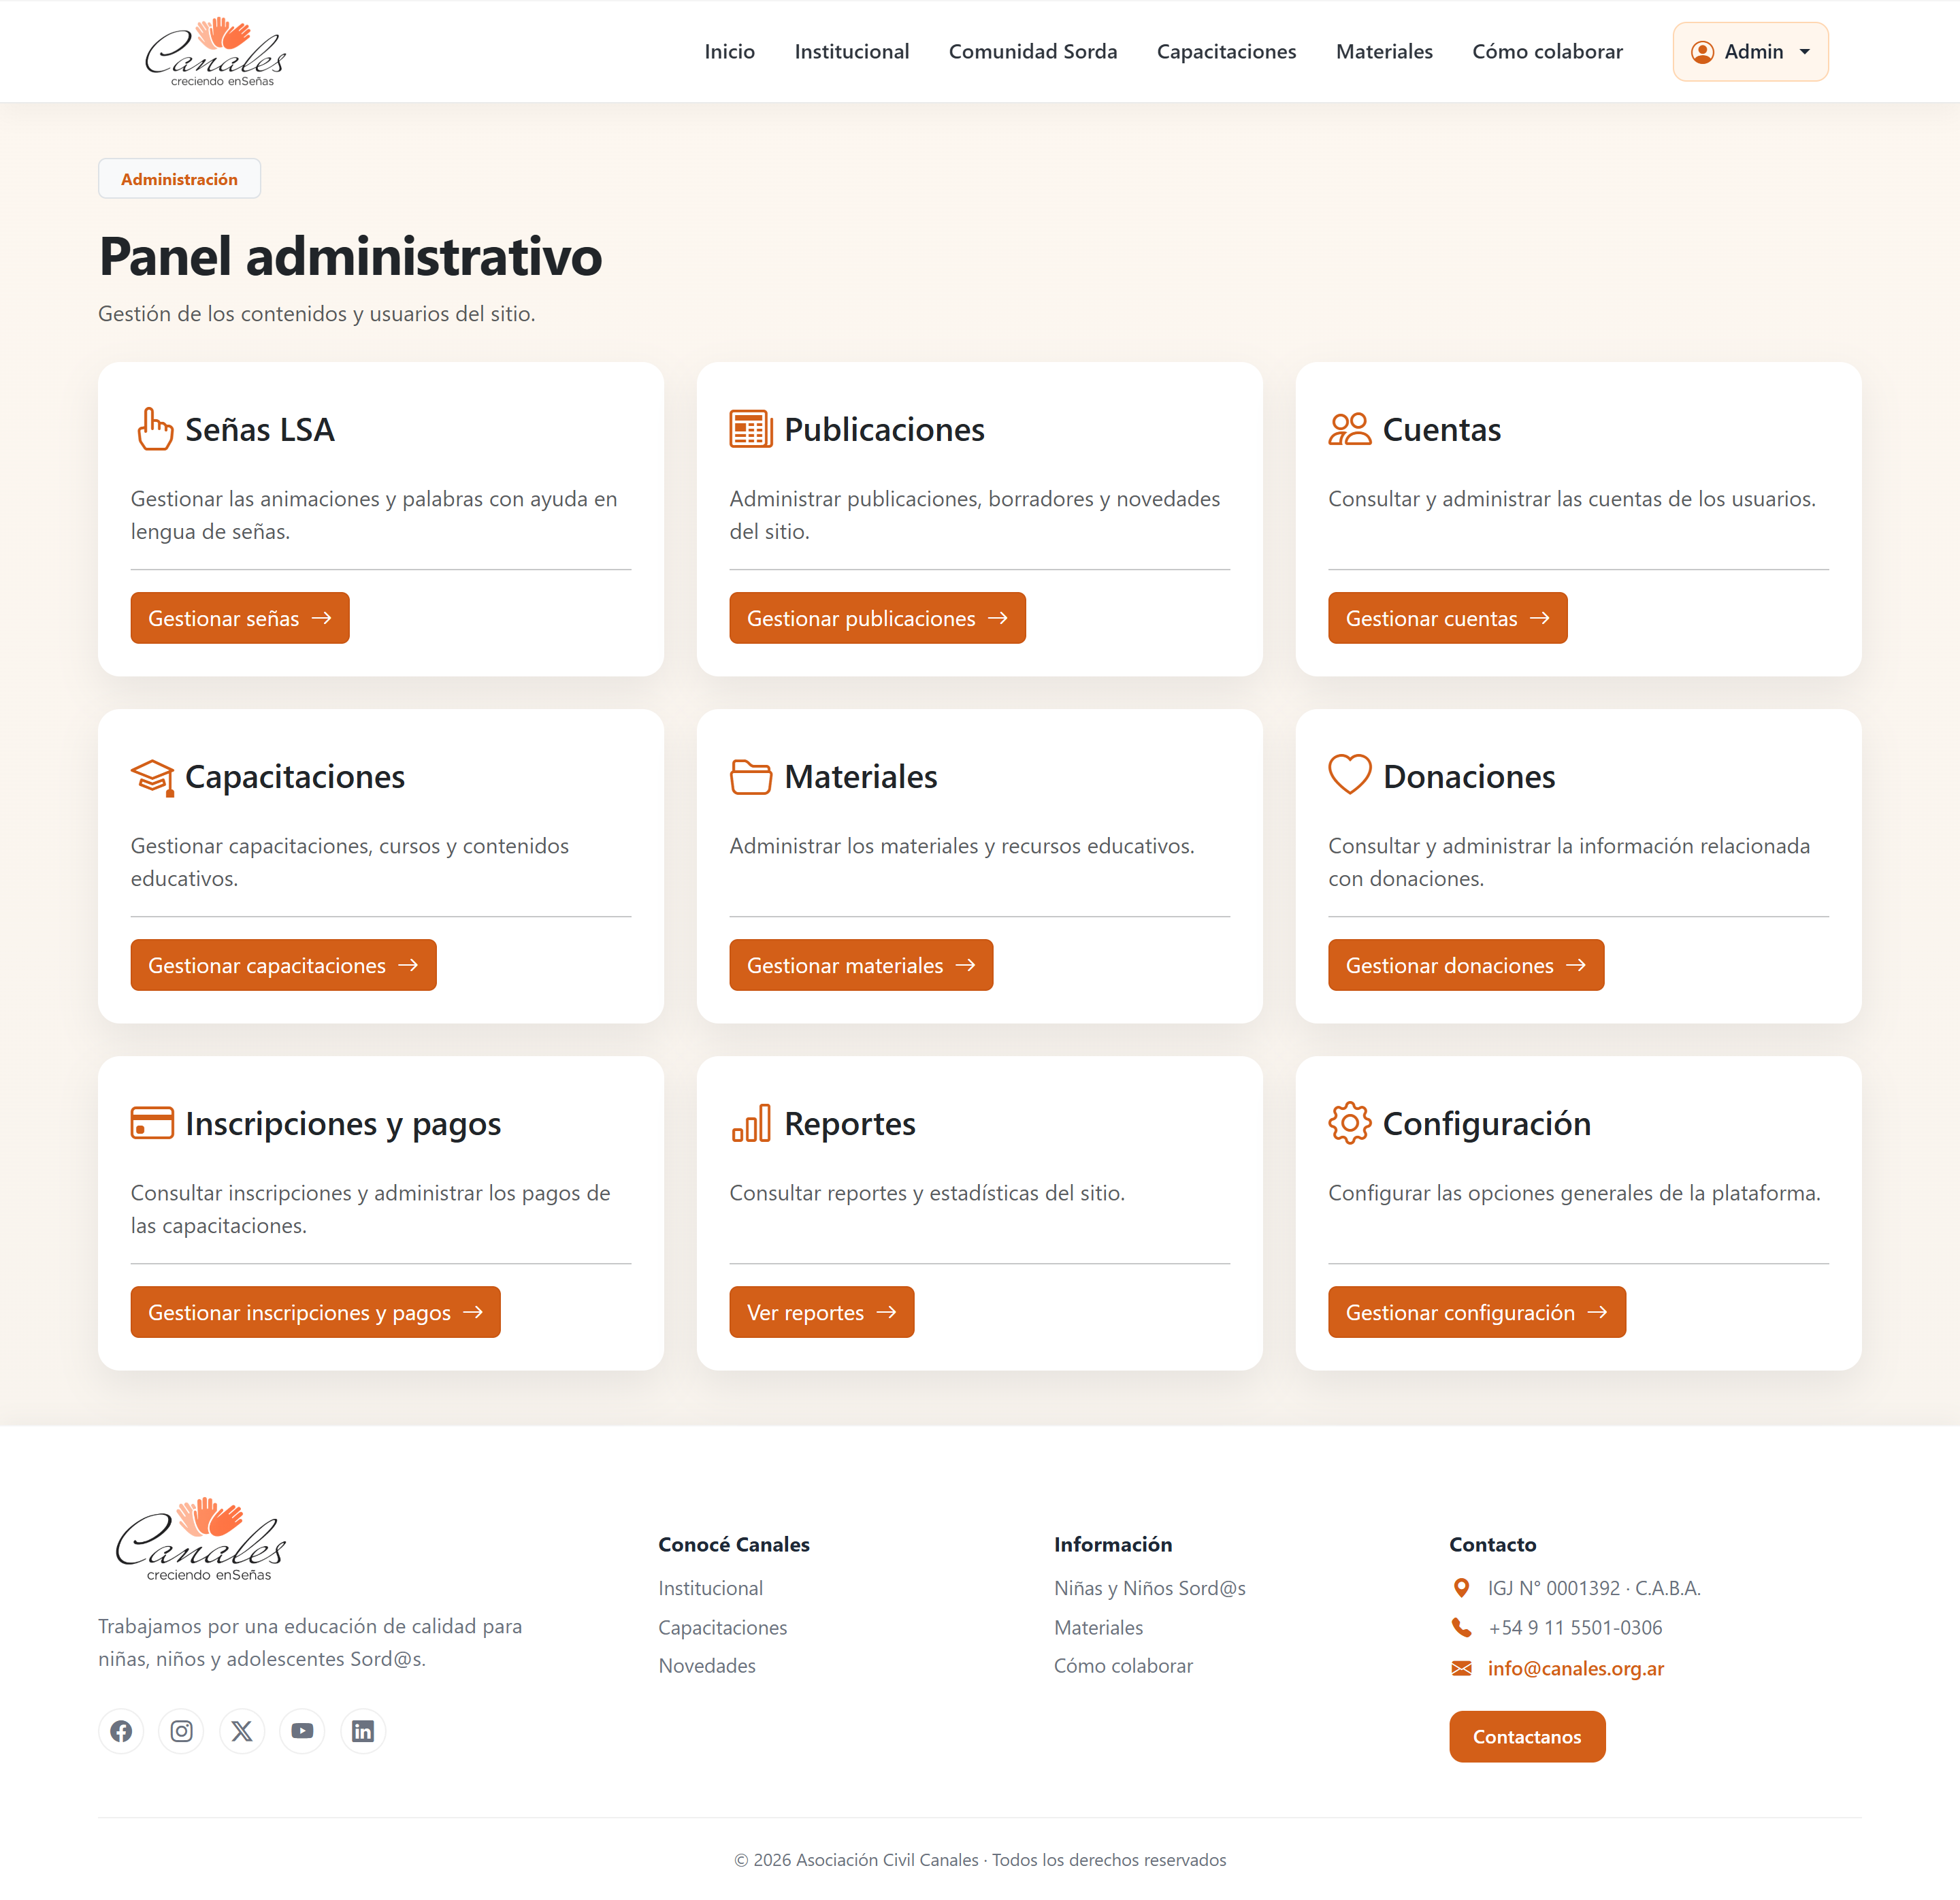 Canales
creciendo enSeñas
Inicio
Institucional
Comunidad Sorda
Capacitaciones
Materiales
Cómo colaborar
Admin
Administración
Panel administrativo
Gestión de los contenidos y usuarios del sitio.
Señas LSA
Gestionar las animaciones y palabras con ayuda en
lengua de señas.
Gestionar señas
Publicaciones
Administrar publicaciones, borradores y novedades
del sitio.
Gestionar publicaciones
Cuentas
Consultar y administrar las cuentas de los usuarios.
Gestionar cuentas
Capacitaciones
Gestionar capacitaciones, cursos y contenidos
educativos.
Gestionar capacitaciones
Materiales
Administrar los materiales y recursos educativos.
Gestionar materiales
Donaciones
Consultar y administrar la información relacionada
con donaciones.
Gestionar donaciones
Inscripciones y pagos
Consultar inscripciones y administrar los pagos de
las capacitaciones.
Gestionar inscripciones y pagos
Reportes
Consultar reportes y estadísticas del sitio.
Ver reportes
Configuración
Configurar las opciones generales de la plataforma.
Gestionar configuración
Canales
creciendo enSeñas
Trabajamos por una educación de calidad para
niñas, niños y adolescentes Sord@s.
Conocé Canales
Institucional
Capacitaciones
Novedades
Información
Niñas y Niños Sord@s
Materiales
Cómo colaborar
Contacto
IGJ N° 0001392 · C.A.B.A.
+54 9 11 5501-0306
info@canales.org.ar
Contactanos
© 2026 Asociación Civil Canales · Todos los derechos reservados